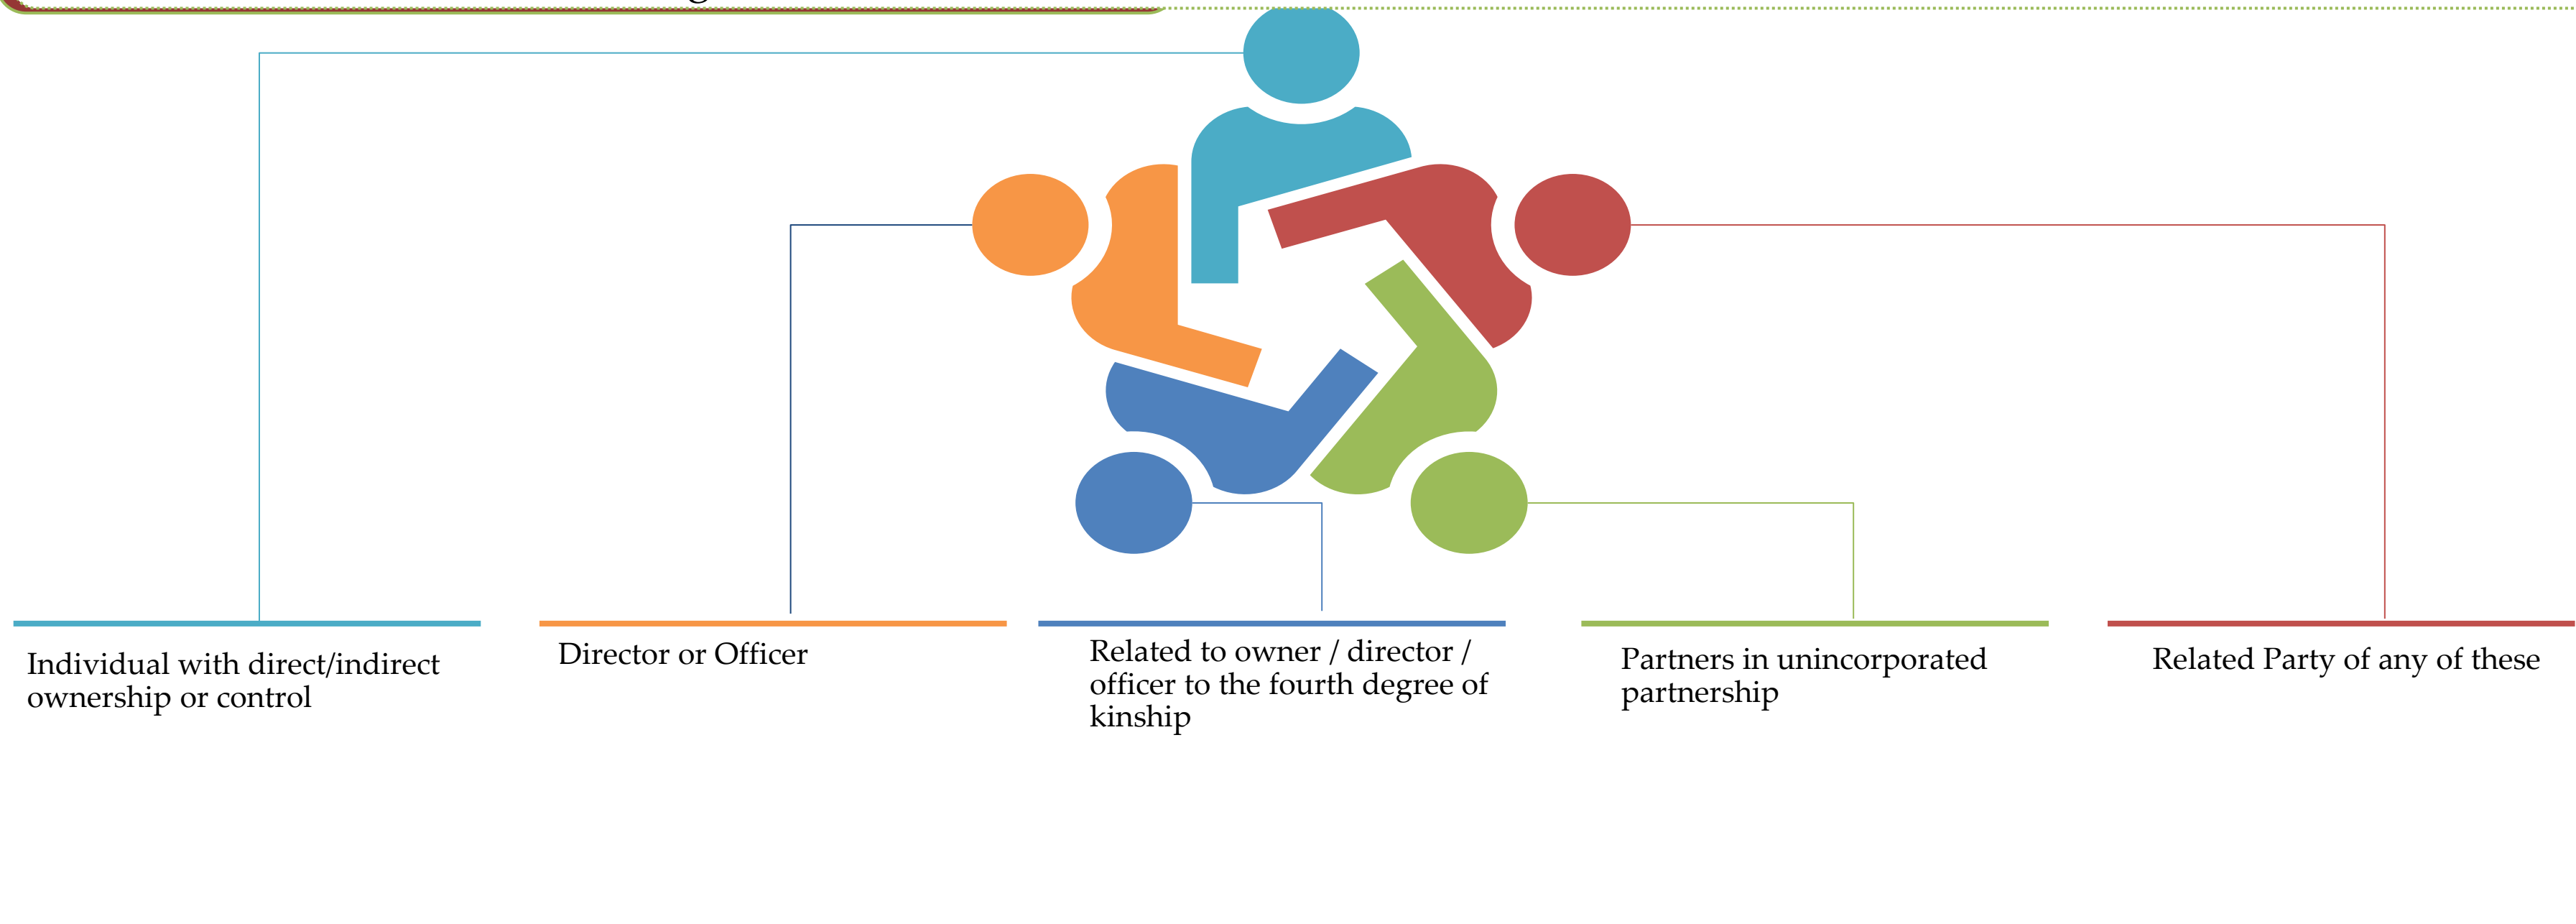 Individual with direct/indirect
ownership or control
Director or Officer
Related to owner / director /
officer to the fourth degree of
kinship
Partners in unincorporated
partnership
Related Party of any of these